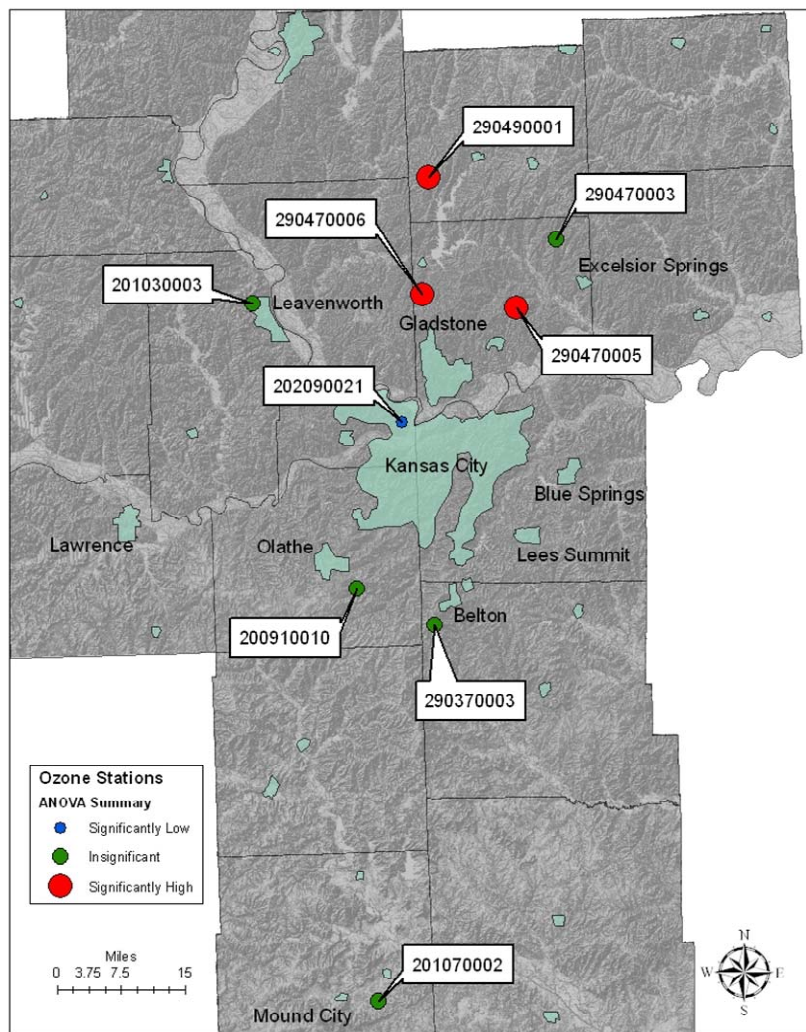 290490001
290470003
290470006
Excelsior Springs
201030003
Leavenworth
Gladstone
290470005
202090021
Kansas City
Blue Springs
Lawrence
Olathe
Lees Summit
Belton
200910010
290370003
Ozone Stations
ANOVA Summary
Significantly Low
Insignificant
Significantly High
Miles
0 3.75 7.5 15
N
W E
S
201070002
Mound City